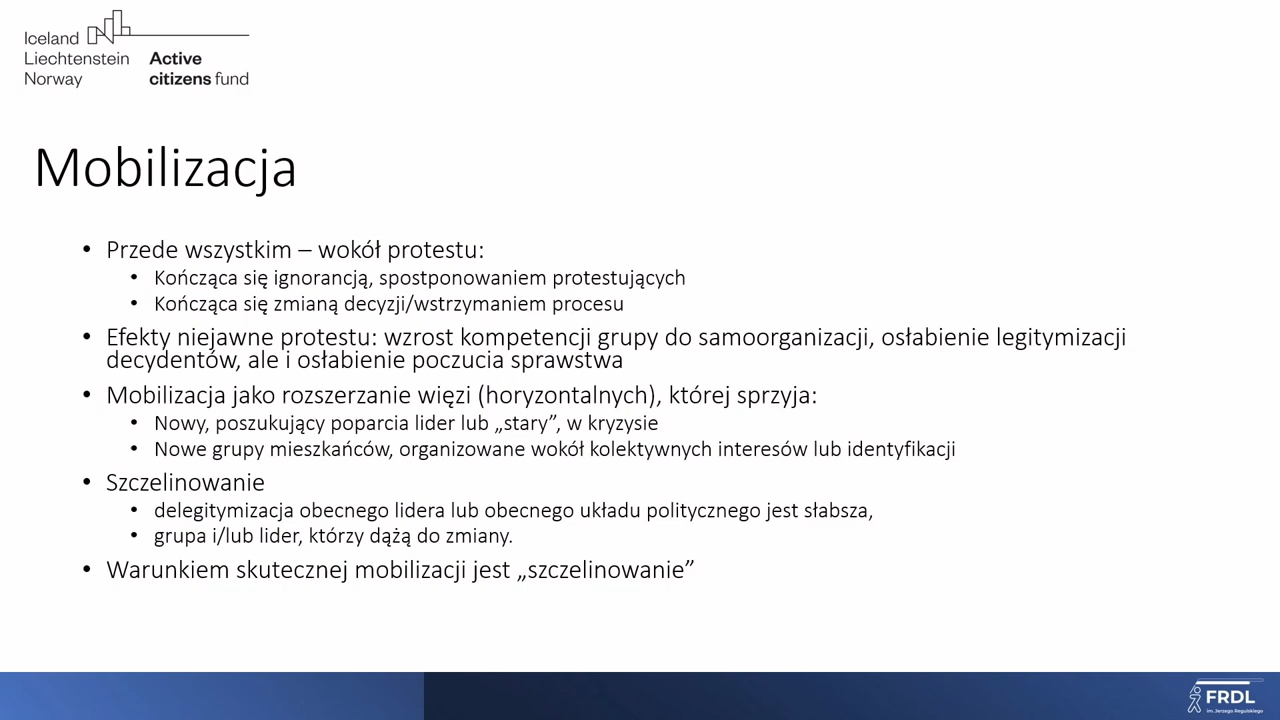 Iceland
Liechtenstein
Norway
Active
citizens fund
Mobilizacja
• Przede wszystkim – wokół protestu:
• Kończąca się ignorancją, spostponowaniem protestujących
• Kończąca się zmianą decyzji/wstrzymaniem procesu
• Efekty niejawne protestu: wzrost kompetencji grupy do samoorganizacji, osłabienie legitymizacji
decydentów, ale i osłabienie poczucia sprawstwa
• Mobilizacja jako rozszerzanie więzi (horyzontalnych), której sprzyja:
• Nowy, poszukujący poparcia lider lub „stary”, w kryzysie
• Nowe grupy mieszkańców, organizowane wokół kolektywnych interesów lub identyfikacji
• Szczelinowanie
• delegitymizacja obecnego lidera lub obecnego układu politycznego jest słabsza,
• grupa i/lub lider, którzy dążą do zmiany.
• Warunkiem skutecznej mobilizacji jest „szczelinowanie”
FRDL
im. Jerzego Regulskiego